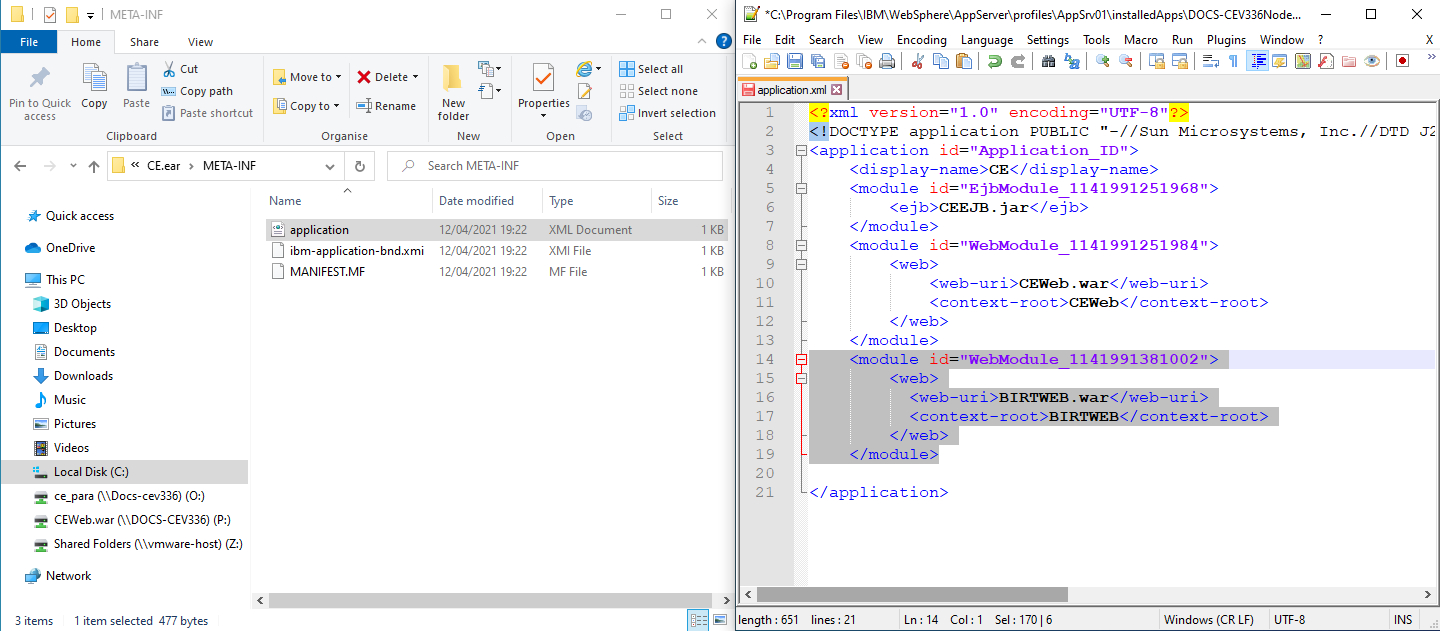 META-INF
File Home Share View
Pin to Quick access
Copy
Paste
Cut
Copy path
Paste shortcut
Clipboard
Move to
Copy to
Delete
Rename
Organise
New folder
New
Properties
Open
Select all
Select none
Invert selection
Select
« CE.ear > META-INF
Search META-INF
Name Date modified Type Size
application 12/04/2021 19:22 XML Document 1 KB
ibm-application-bnd.xmi 12/04/2021 19:22 XMI File 1 KB
MANIFEST.MF 12/04/2021 19:22 MF File 1 KB
Quick access
OneDrive
This PC
3D Objects
Desktop
Documents
Downloads
Music
Pictures
Videos
Local Disk (C:)
ce_para (\\Docs-cev336) (O:)
CEWeb.war (\\DOCS-CEV336) (P:)
Shared Folders (\\vmware-host) (Z:)
Network
3 items 1 item selected 477 bytes
*C:\Program Files\IBM\WebSphere\AppServer\profiles\AppSrv01\installedApps\DOCS-CEV336Node...
File Edit Search View Encoding Language Settings Tools Macro Run Plugins Window ? X
application.xml
1 <?xml version="1.0" encoding="UTF-8"?>
2 <!DOCTYPE application PUBLIC "-//Sun Microsystems, Inc.//DTD J2
3 <application id="Application_ID">
4 <display-name>CE</display-name>
5 <module id="EjbModule_1141991251968">
6 <ejb>CEEJB.jar</ejb>
7 </module>
8 <module id="WebModule_1141991251984">
9 <web>
10 <web-uri>CEWeb.war</web-uri>
11 <context-root>CEWeb</context-root>
12 </web>
13 </module>
14 <module id="WebModule_1141991381002">
15 <web>
16 <web-uri>BIRTWEB.war</web-uri>
17 <context-root>BIRTWEB</context-root>
18 </web>
19 </module>
20
21 </application>
length : 651 lines : 21 Ln : 14 Col : 1 Sel : 170 | 6 Windows (CR LF) UTF-8 INS